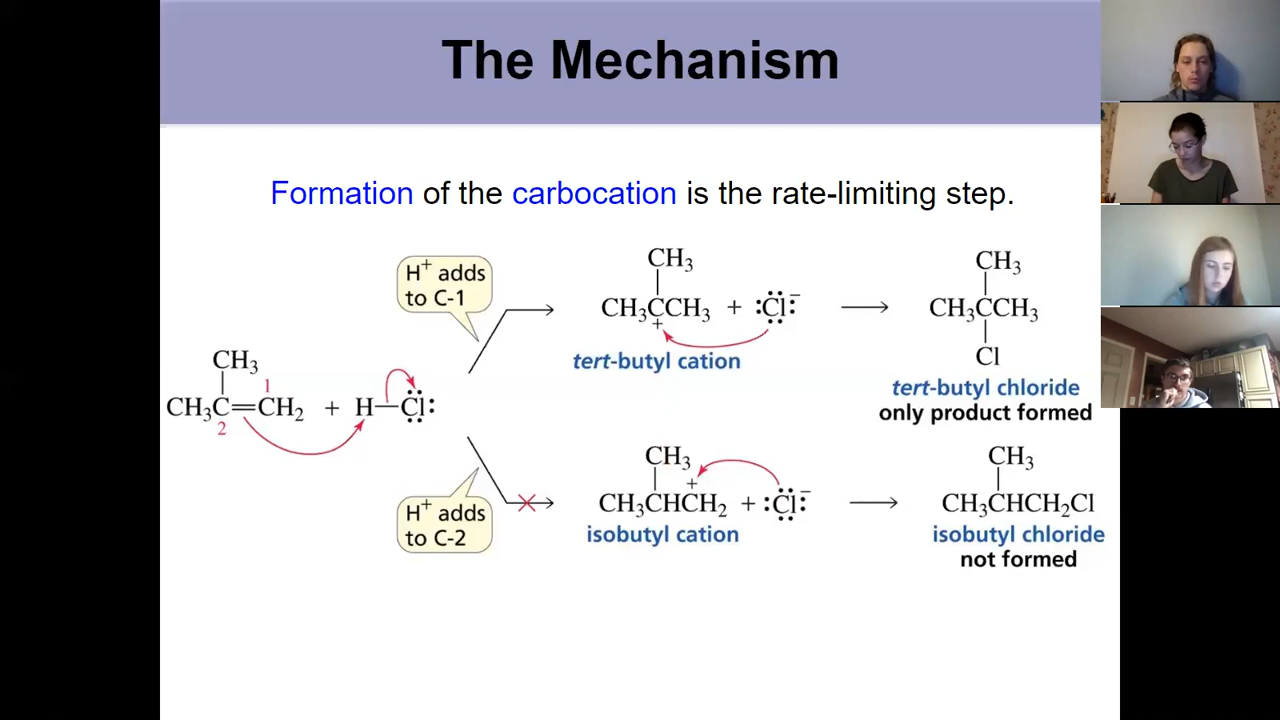 The Mechanism
Formation of the carbocation is the rate-limiting step.
H⁺ adds
to C-1
CH₃
CH₃CCH₃ + :Cl:⁻
+
tert-butyl cation
CH₃
CH₃CCH₃
Cl
tert-butyl chloride
only product formed
CH₃
1
CH₃C=CH₂ + H–Cl:
2
H⁺ adds
to C-2
CH₃
+
CH₃CHCH₂ + :Cl:⁻
isobutyl cation
CH₃
CH₃CHCH₂Cl
isobutyl chloride
not formed